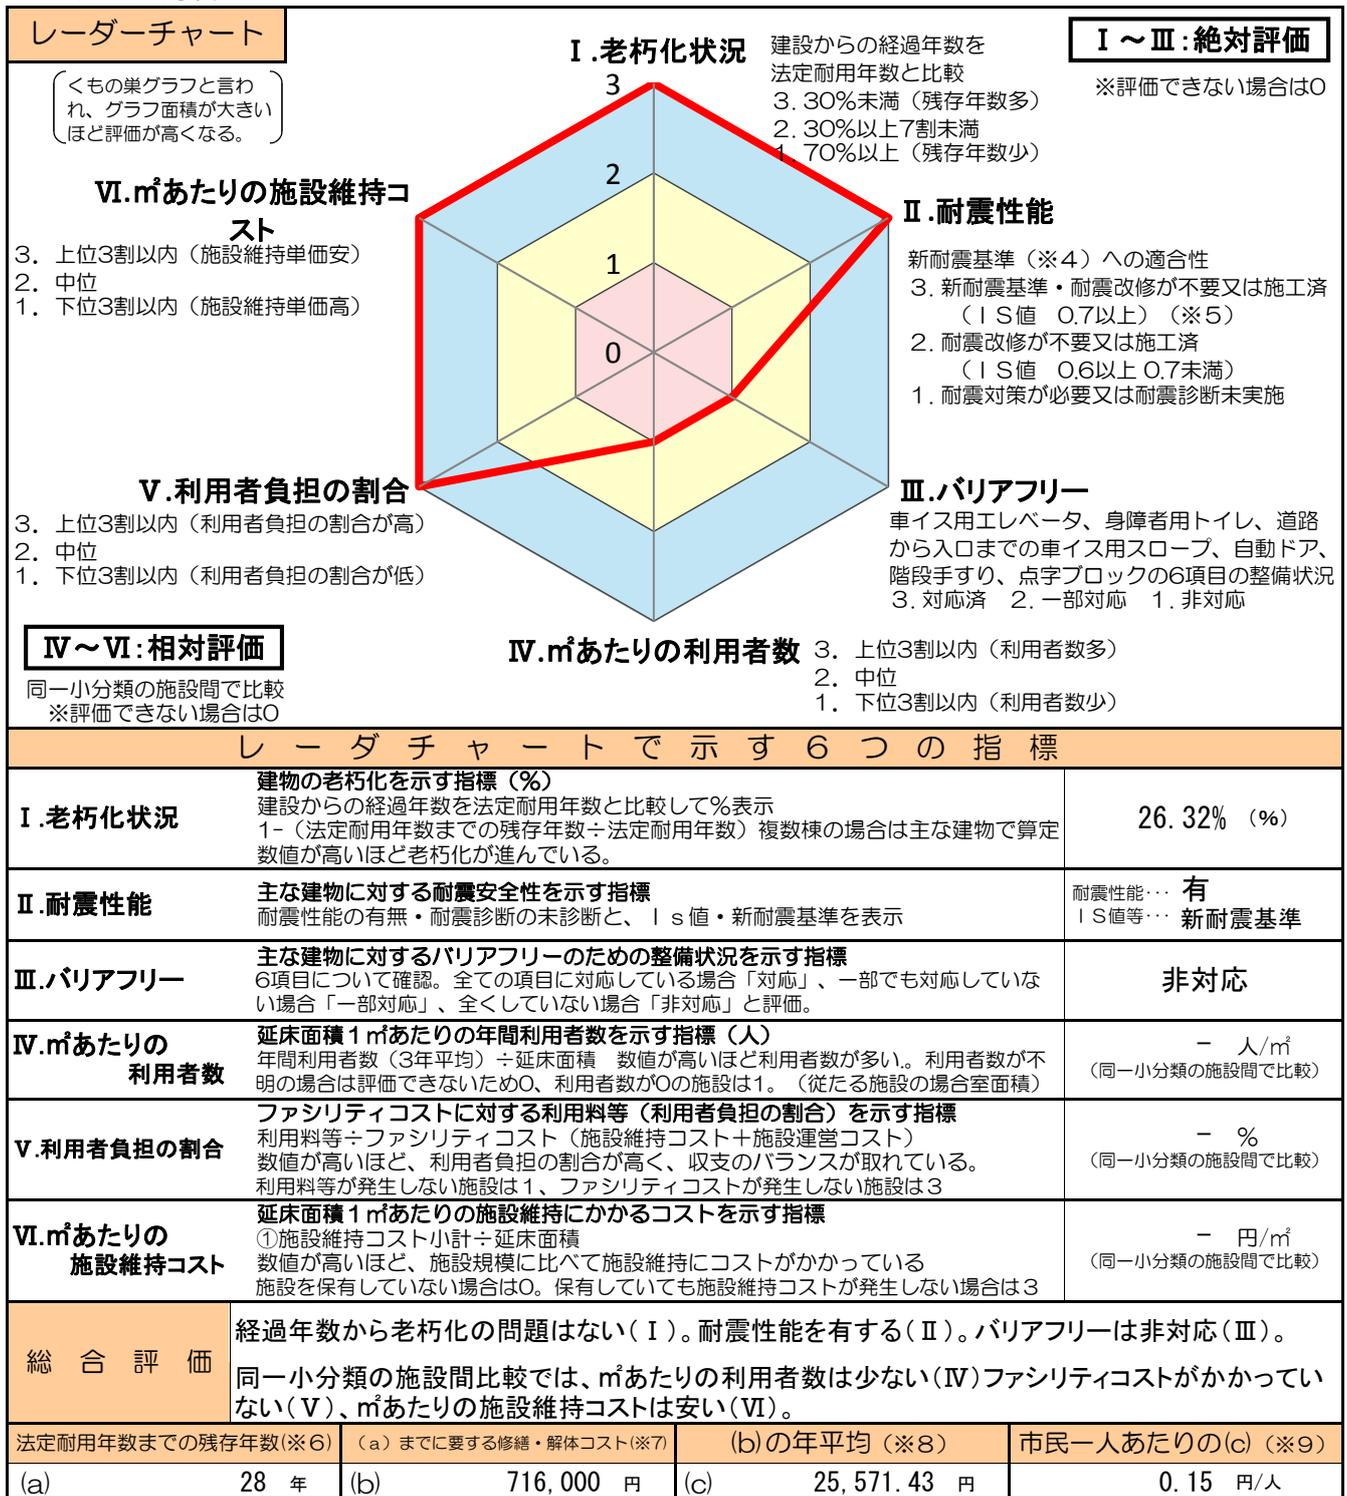 レーダーチャート
くもの巣グラフと言わ
れ、グラフ面積が大きい
ほど評価が高くなる。
Ⅰ～Ⅲ:絶対評価
※評価できない場合は0
Ⅰ.老朽化状況
建設からの経過年数を
法定耐用年数と比較
3．30％未満（残存年数多）
2．30％以上7割未満
1．70％以上（残存年数少）
3
2
1
0
Ⅱ.耐震性能
新耐震基準（※4）への適合性
3．新耐震基準・耐震改修が不要又は施工済
（ＩＳ値　0.7以上）（※5）
2．耐震改修が不要又は施工済
（ＩＳ値　0.6以上 0.7未満）
1．耐震対策が必要又は耐震診断未実施
Ⅵ.㎡あたりの施設維持コ
スト
3．上位3割以内（施設維持単価安）
2．中位
1．下位3割以内（施設維持単価高）
Ⅴ.利用者負担の割合
3．上位3割以内（利用者負担の割合が高）
2．中位
1．下位3割以内（利用者負担の割合が低）
Ⅲ.バリアフリー
車イス用エレベータ、身障者用トイレ、道路
から入口までの車イス用スロープ、自動ドア、
階段手すり、点字ブロックの6項目の整備状況
3．対応済　2．一部対応　1．非対応
Ⅳ～Ⅵ:相対評価
同一小分類の施設間で比較
※評価できない場合は0
Ⅳ.㎡あたりの利用者数
3．上位3割以内（利用者数多）
2．中位
1．下位3割以内（利用者数少）
レーダチャートで示す6つの指標
Ⅰ.老朽化状況
建物の老朽化を示す指標（％）
建設からの経過年数を法定耐用年数と比較して％表示
1-（法定耐用年数までの残存年数÷法定耐用年数）複数棟の場合は主な建物で算定
数値が高いほど老朽化が進んでいる。
26.32%（％）
Ⅱ.耐震性能
主な建物に対する耐震安全性を示す指標
耐震性能の有無・耐震診断の未診断と、Ｉｓ値・新耐震基準を表示
耐震性能･･･ 有
ＩＳ値等･･･ 新耐震基準
Ⅲ.バリアフリー
主な建物に対するバリアフリーのための整備状況を示す指標
6項目について確認。全ての項目に対応している場合「対応」、一部でも対応していな
い場合「一部対応」、全くしていない場合「非対応」と評価。
非対応
Ⅳ.㎡あたりの
利用者数
延床面積１㎡あたりの年間利用者数を示す指標（人）
年間利用者数（3年平均）÷延床面積　数値が高いほど利用者数が多い。利用者数が不
明の場合は評価できないため0、利用者数が0の施設は1。（従たる施設の場合室面積）
－　人/㎡
（同一小分類の施設間で比較）
Ⅴ.利用者負担の割合
ファシリティコストに対する利用料等（利用者負担の割合）を示す指標
利用料等÷ファシリティコスト（施設維持コスト＋施設運営コスト）
数値が高いほど、利用者負担の割合が高く、収支のバランスが取れている。
利用料等が発生しない施設は１、ファシリティコストが発生しない施設は３
－　％
（同一小分類の施設間で比較）
Ⅵ.㎡あたりの
施設維持コスト
延床面積１㎡あたりの施設維持にかかるコストを示す指標
①施設維持コスト小計÷延床面積
数値が高いほど、施設規模に比べて施設維持にコストがかかっている
施設を保有していない場合は0。保有していても施設維持コストが発生しない場合は３
－　円/㎡
（同一小分類の施設間で比較）
総合評価
経過年数から老朽化の問題はない(Ⅰ)。耐震性能を有する(Ⅱ)。バリアフリーは非対応(Ⅲ)。
同一小分類の施設間比較では、㎡あたりの利用者数は少ない(Ⅳ)ファシリティコストがかかってい
ない(Ⅴ)、㎡あたりの施設維持コストは安い(Ⅵ)。
法定耐用年数までの残存年数(※6) （a）までに要する修繕・解体コスト(※7) (b)の年平均（※8） 市民一人あたりの(c)（※9）
(a) 28 年 (b) 716,000 円 (c) 25,571.43 円 0.15 円/人